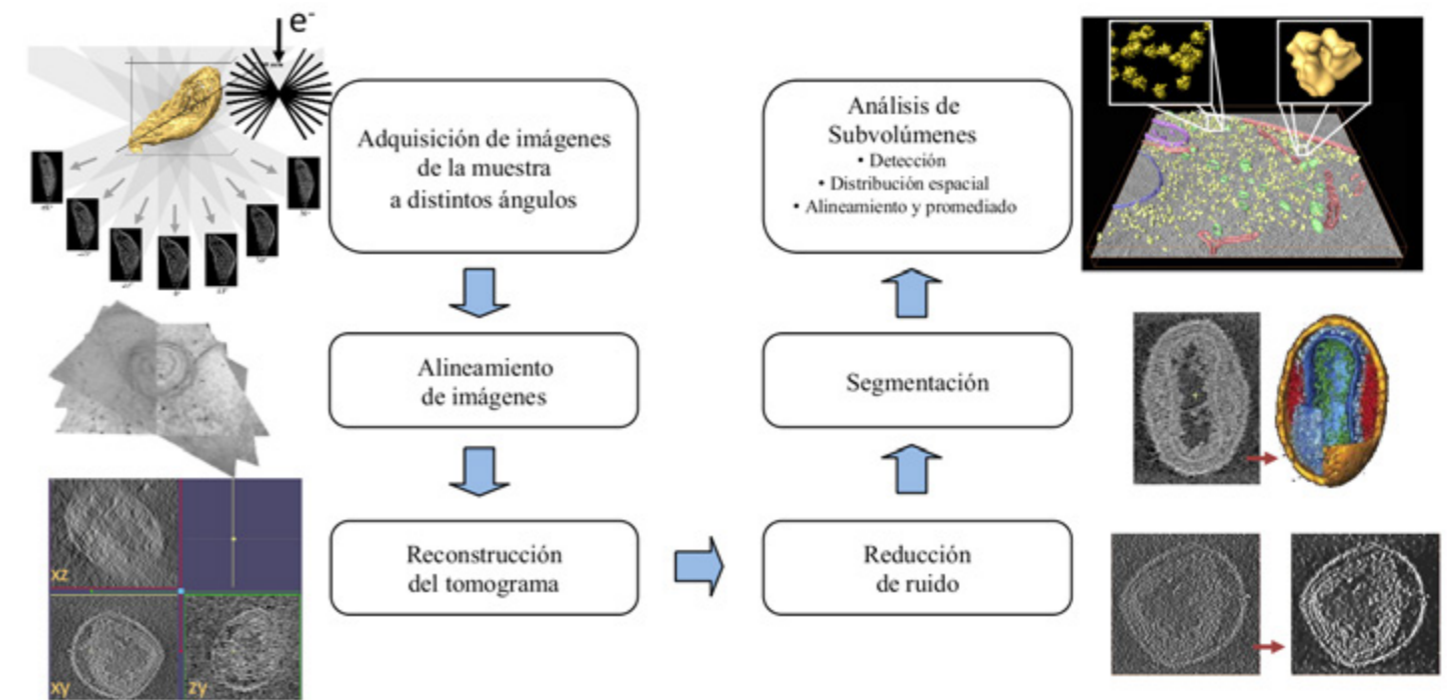 e-
Adquisición de imágenes
de la muestra
a distintos ángulos
Alineamiento
de imágenes
Reconstrucción
del tomograma
xz
xy
zy
Reducción
de ruido
Segmentación
Análisis de
Subvolúmenes
• Detección
• Distribución espacial
• Alineamiento y promediado